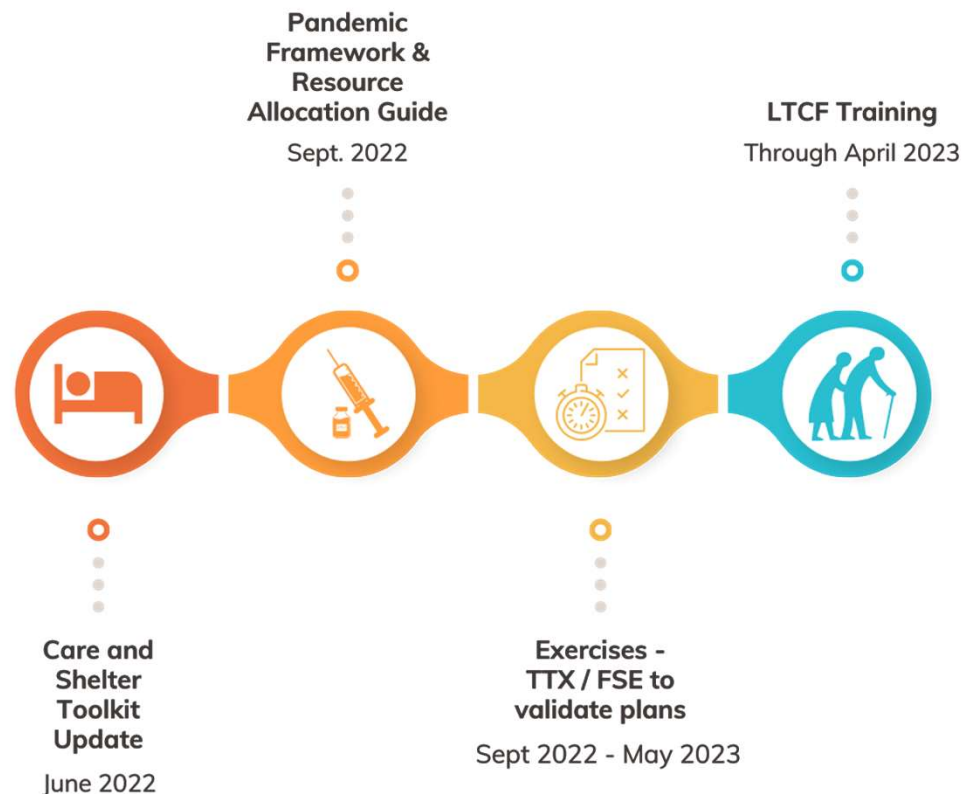 Pandemic
Framework &
Resource
Allocation Guide
Sept. 2022
LTCF Training
Through April 2023
Care and
Shelter
Toolkit
Update
June 2022
Exercises -
TTX / FSE to
validate plans
Sept 2022 - May 2023